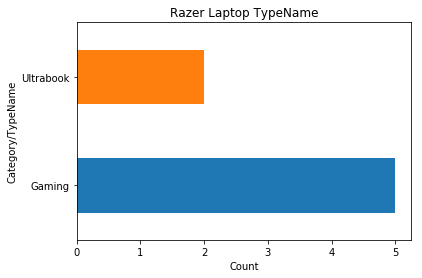 Razer Laptop TypeName
Category/TypeName
Ultrabook
Gaming
0 1 2 3 4 5
Count